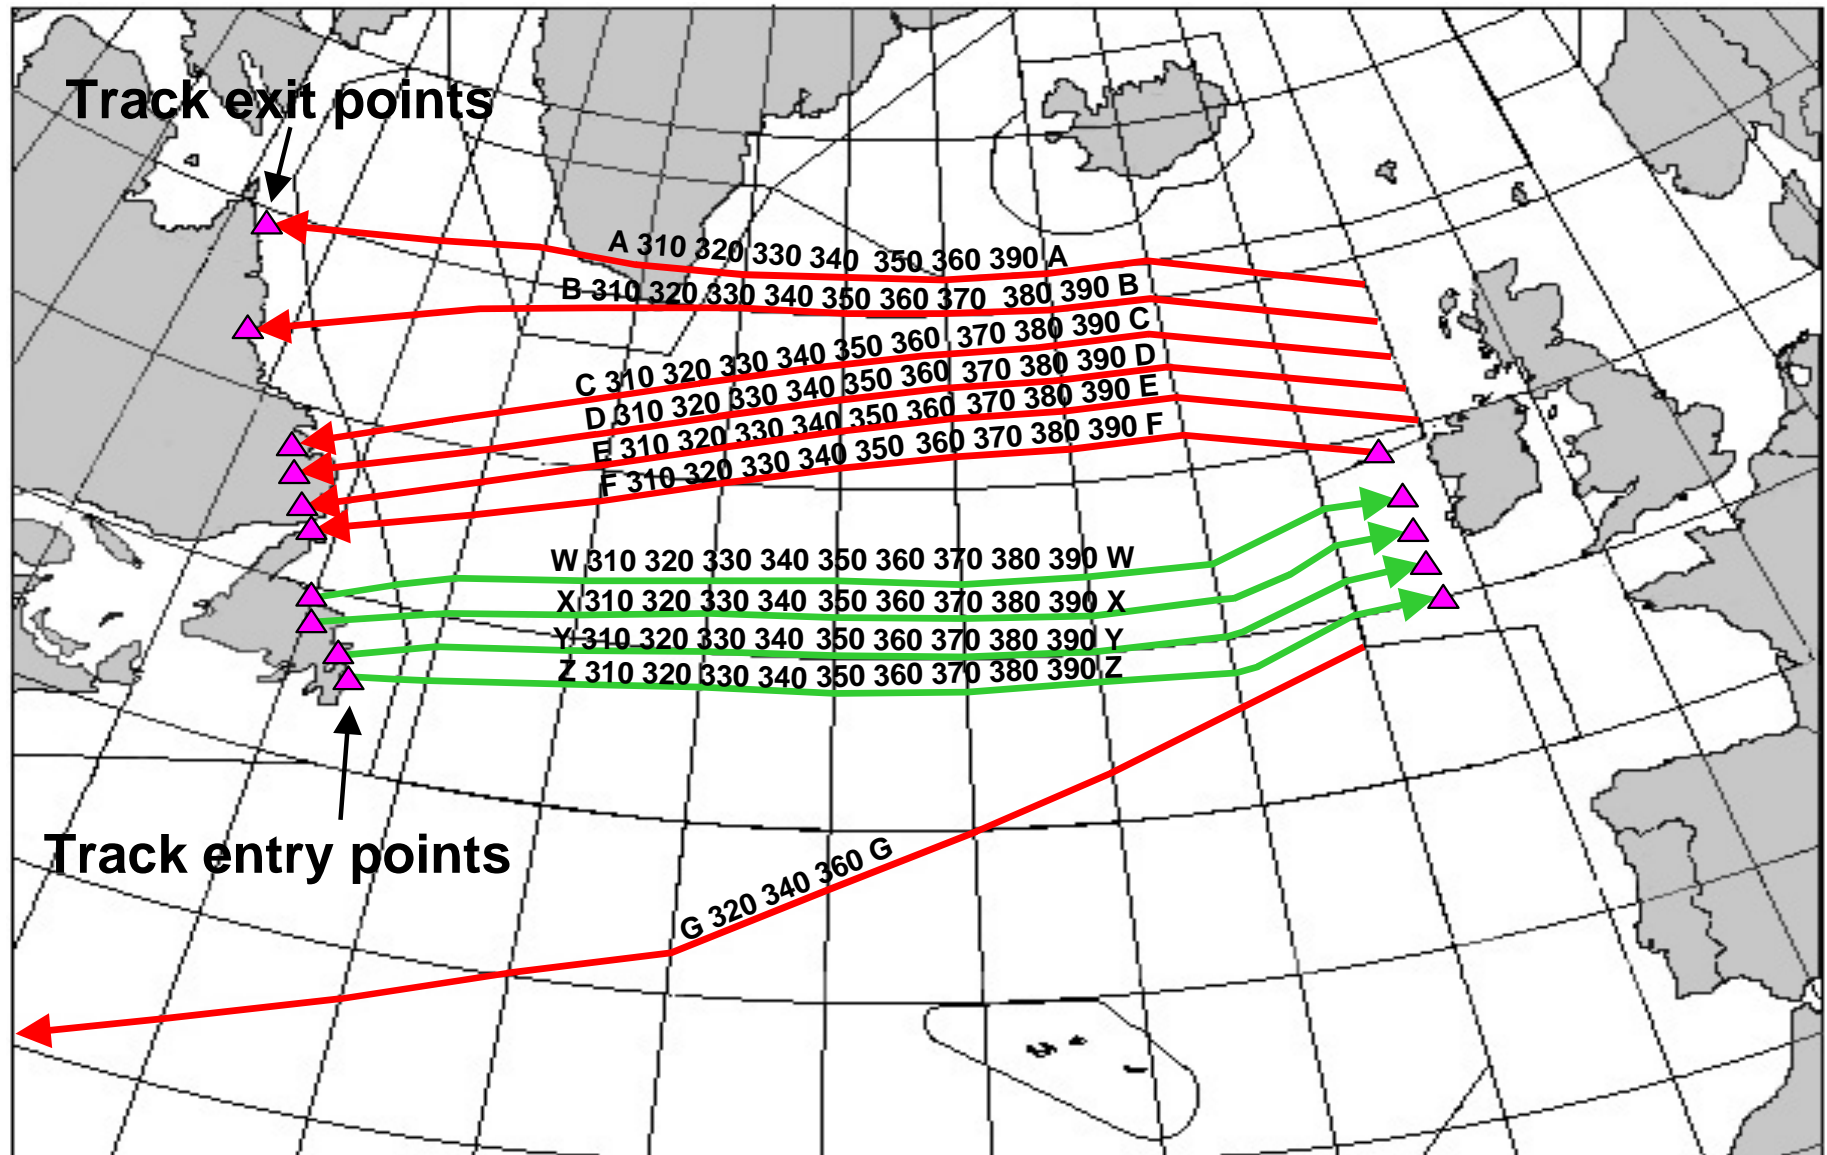 Track exit points
A 310 320 330 340 350 360 390 A
B 310 320 330 340 350 360 370 380 390 B
C 310 320 330 340 350 360 370 380 390 C
D 310 320 330 340 350 360 370 380 390 D
E 310 320 330 340 350 360 370 380 390 E
F 310 320 330 340 350 360 370 380 390 F
W 310 320 330 340 350 360 370 380 390 W
X 310 320 330 340 350 360 370 380 390 X
Y 310 320 330 340 350 360 370 380 390 Y
Z 310 320 330 340 350 360 370 380 390 Z
Track entry points
G 320 340 360 G